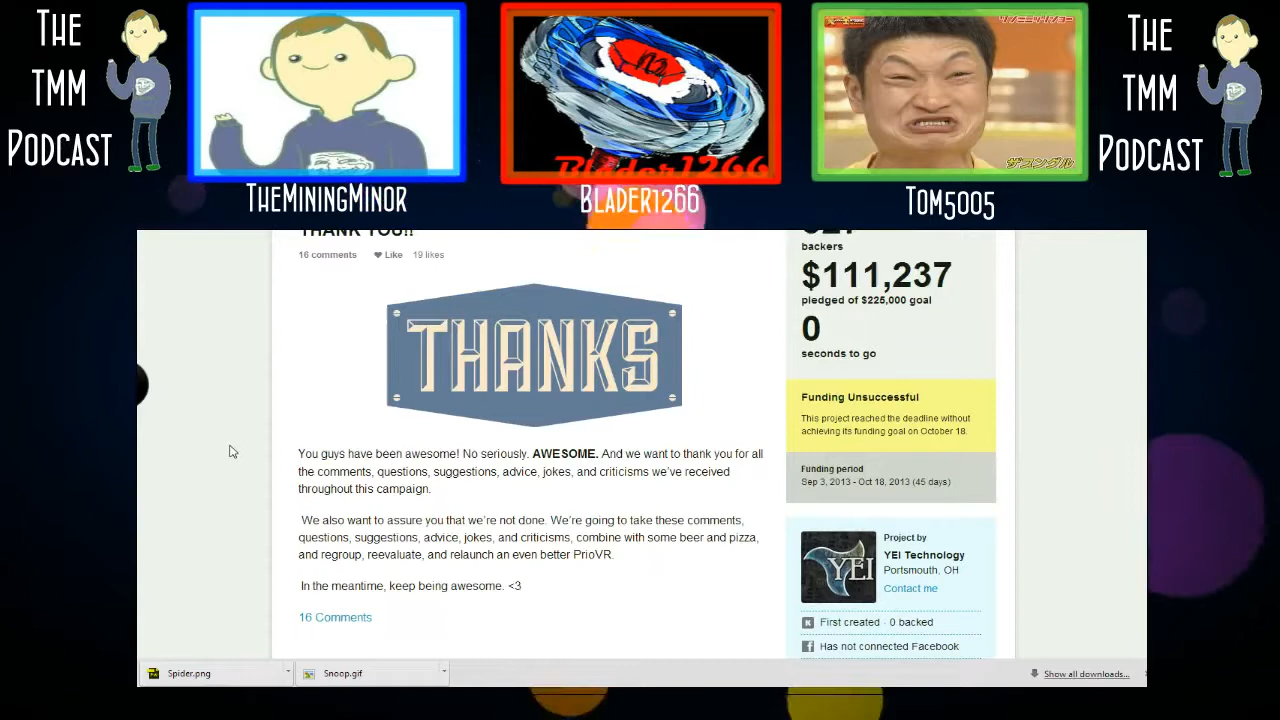 The
TMM
Podcast
Blader1266
ザコシグル
TheMiningMinor
Blader1266
Tom5005
The
TMM
Podcast
THANK YOU!!
16 comments Like 19 likes
THANKS
You guys have been awesome! No seriously. AWESOME. And we want to thank you for all
the comments, questions, suggestions, advice, jokes, and criticisms we've received
throughout this campaign.
We also want to assure you that we're not done. We're going to take these comments,
questions, suggestions, advice, jokes, and criticisms, combine with some beer and pizza,
and regroup, reevaluate, and relaunch an even better PrioVR.
In the meantime, keep being awesome. <3
16 Comments
backers
$111,237
pledged of $225,000 goal
0
seconds to go
Funding Unsuccessful
This project reached the deadline without
achieving its funding goal on October 18.
Funding period
Sep 3, 2013 - Oct 18, 2013 (45 days)
YEI
Project by
YEI Technology
Portsmouth, OH
Contact me
First created · 0 backed
Has not connected Facebook
Spider.png
Snoop.gif
Show all downloads...